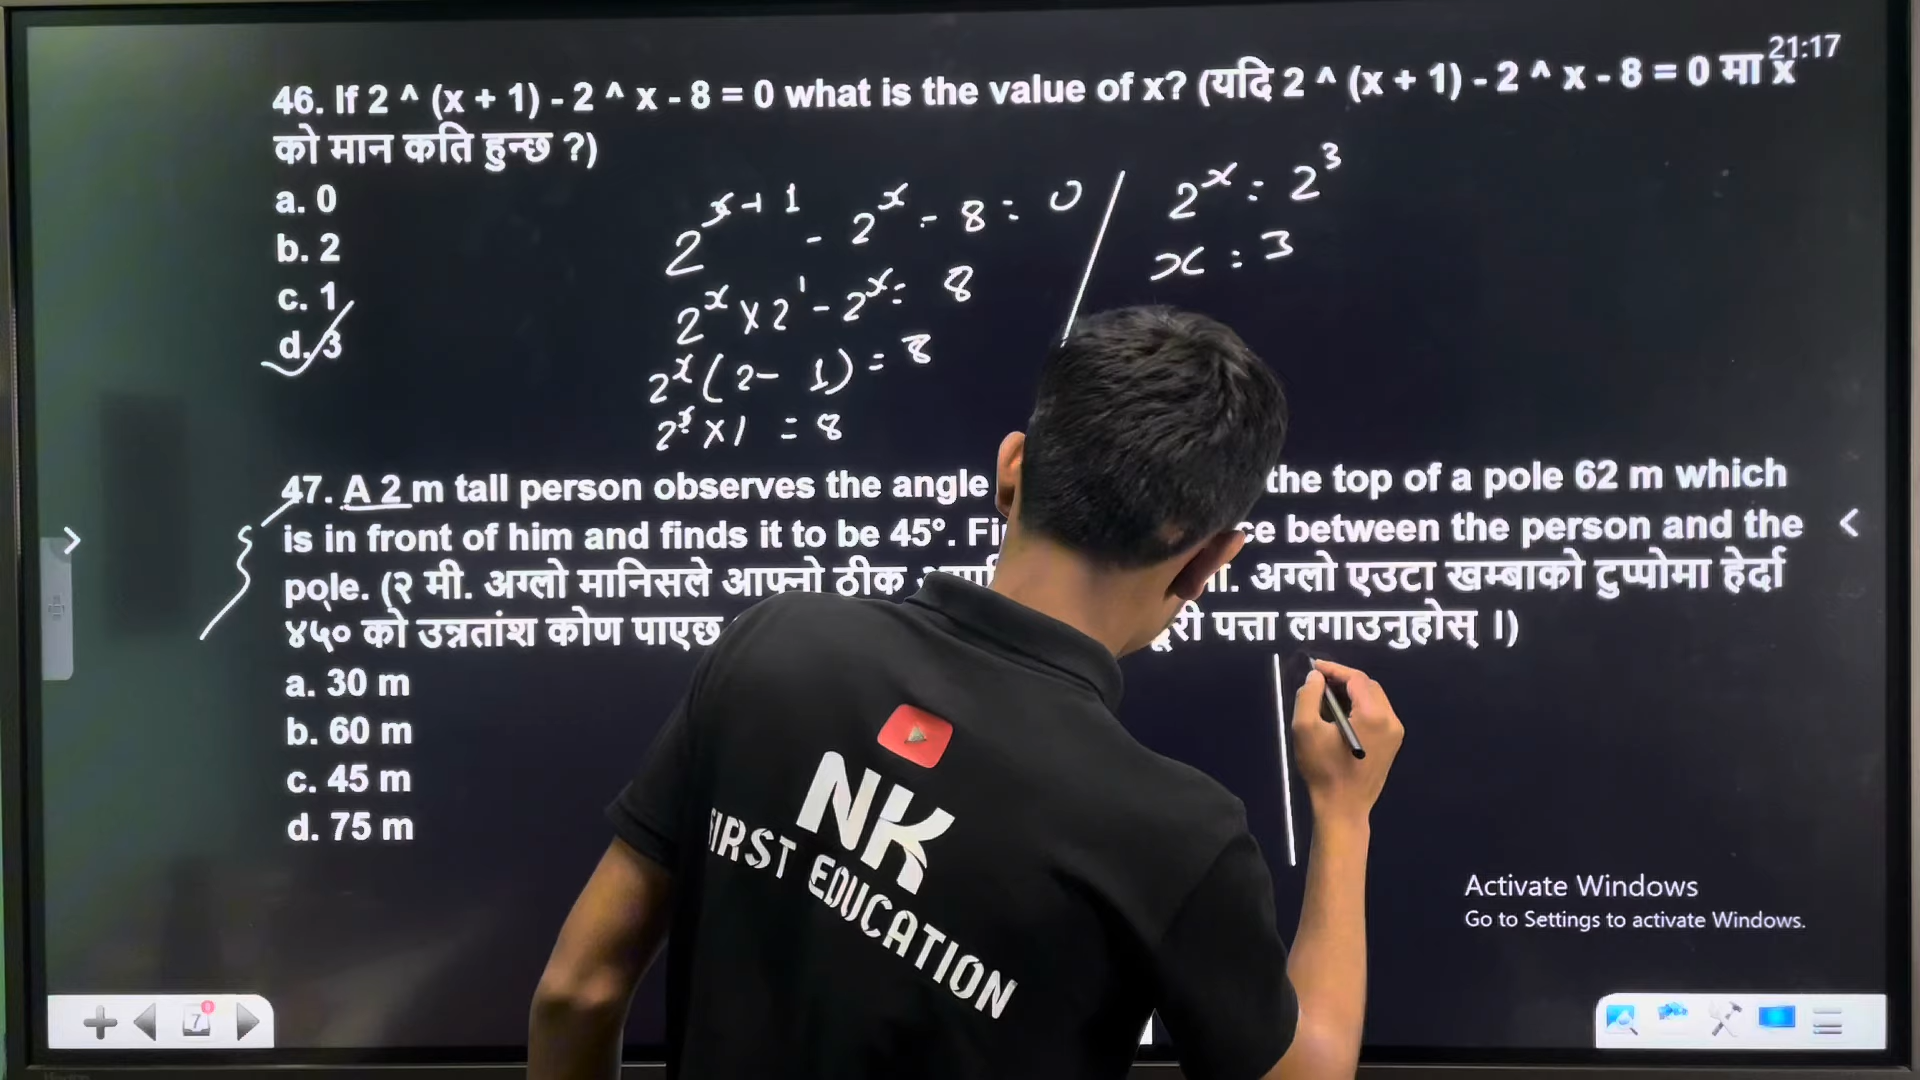 21:17
46. If 2 ^ (x + 1) - 2 ^ x - 8 = 0 what is the value of x? (यदि 2 ^ (x + 1) - 2 ^ x - 8 = 0 मा x
को मान कति हुन्छ ?)
a. 0
b. 2
c. 1
d. 3
2^x+1 - 2^x - 8 = 0
2^x × 2^1 - 2^x = 8
2^x (2 - 1) = 8
2^x × 1 = 8
2^x = 2^3
x = 3
47. A 2 m tall person observes the angle the top of a pole 62 m which
is in front of him and finds it to be 45°. between the person and the
pole. (२ मी. अग्लो मानिसले आफ्नो ठीक अग्लो एउटा खम्बाको टुप्पोमा हेर्दा
४५० को उन्नतांश कोण पाएछ पत्ता लगाउनुहोस् ।)
a. 30 m
b. 60 m
c. 45 m
d. 75 m
NK
FIRST EDUCATION
Activate Windows
Go to Settings to activate Windows.
7